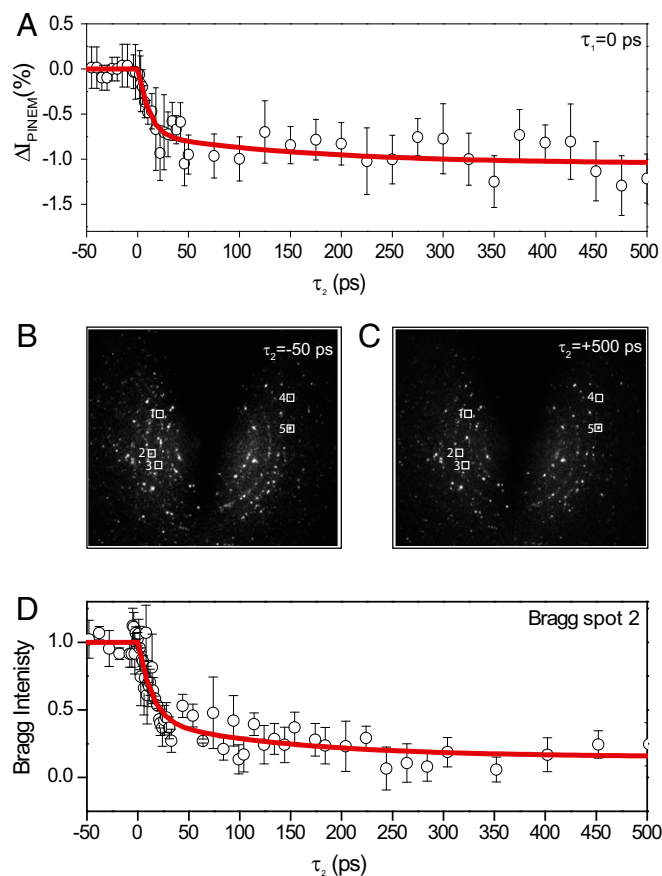 A
τ1=0 ps
ΔIPINEM(%)
0.0
-0.5
-1.0
-1.5
-50 0 50 100 150 200 250 300 350 400 450 500
τ2 (ps)
B
τ2=-50 ps
1
2
3
4
5
C
τ2=+500 ps
1
2
3
4
5
D
Bragg spot 2
Bragg Intenisty
1.0
0.5
0.0
-50 0 50 100 150 200 250 300 350 400 450 500
τ2 (ps)